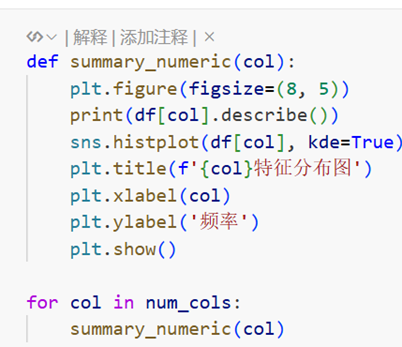 | 解释 | 添加注释 | ×
def summary_numeric(col):
    plt.figure(figsize=(8, 5))
    print(df[col].describe())
    sns.histplot(df[col], kde=True)
    plt.title(f'{col}特征分布图')
    plt.xlabel(col)
    plt.ylabel('频率')
    plt.show()
for col in num_cols:
    summary_numeric(col)